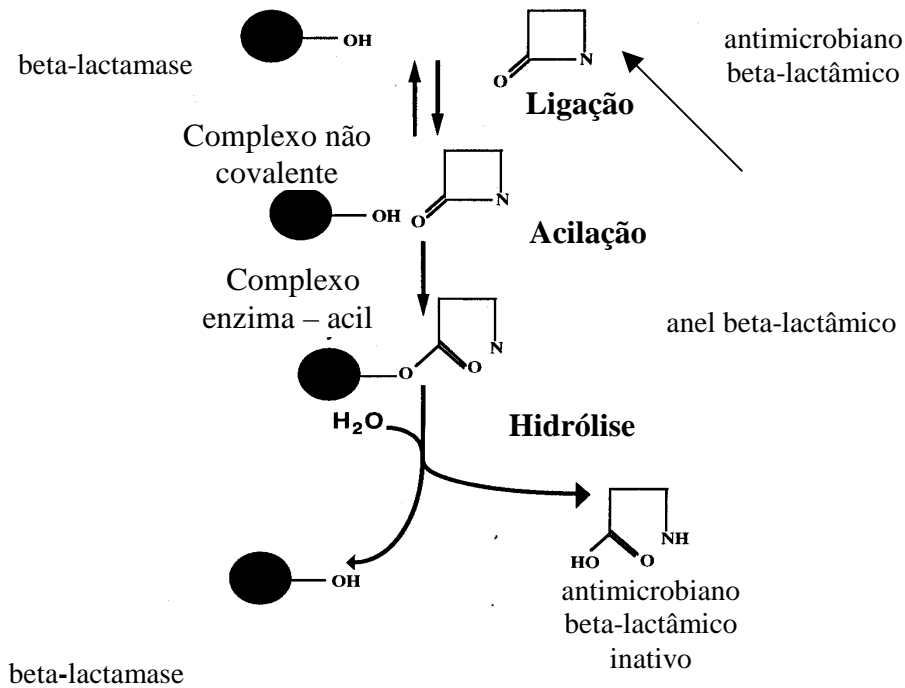 OH
N
O
beta-lactamase
antimicrobiano
beta-lactâmico
Ligação
Complexo não
covalente
OH
O
N
Acilação
Complexo
enzima – acil
anel beta-lactâmico
N
O
O
H₂O
Hidrólise
OH
HO
O
NH
antimicrobiano
beta-lactâmico
inativo
beta-lactamase